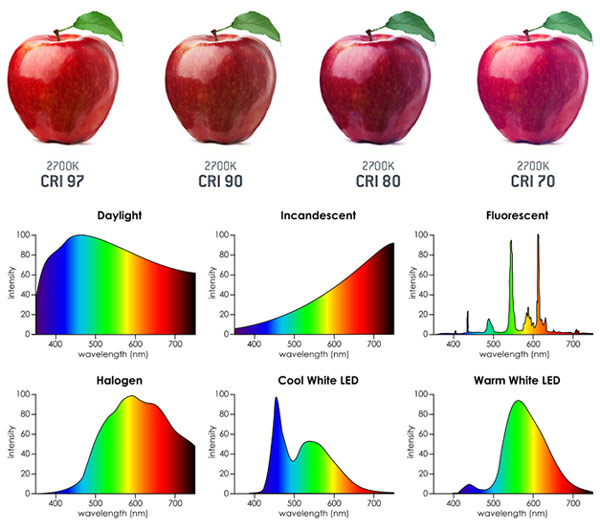 2700K
CRI 97
2700K
CRI 90
2700K
CRI 80
2700K
CRI 70
Daylight
intensity
100
80
60
40
20
0
400 500 600 700
wavelength (nm)
Incandescent
intensity
100
80
60
40
20
0
400 500 600 700
wavelength (nm)
Fluorescent
intensity
100
80
60
40
20
0
400 500 600 700
wavelength (nm)
Halogen
intensity
100
80
60
40
20
0
400 500 600 700
wavelength (nm)
Cool White LED
intensity
100
80
60
40
20
0
400 500 600 700
wavelength (nm)
Warm White LED
intensity
100
80
60
40
20
0
400 500 600 700
wavelength (nm)